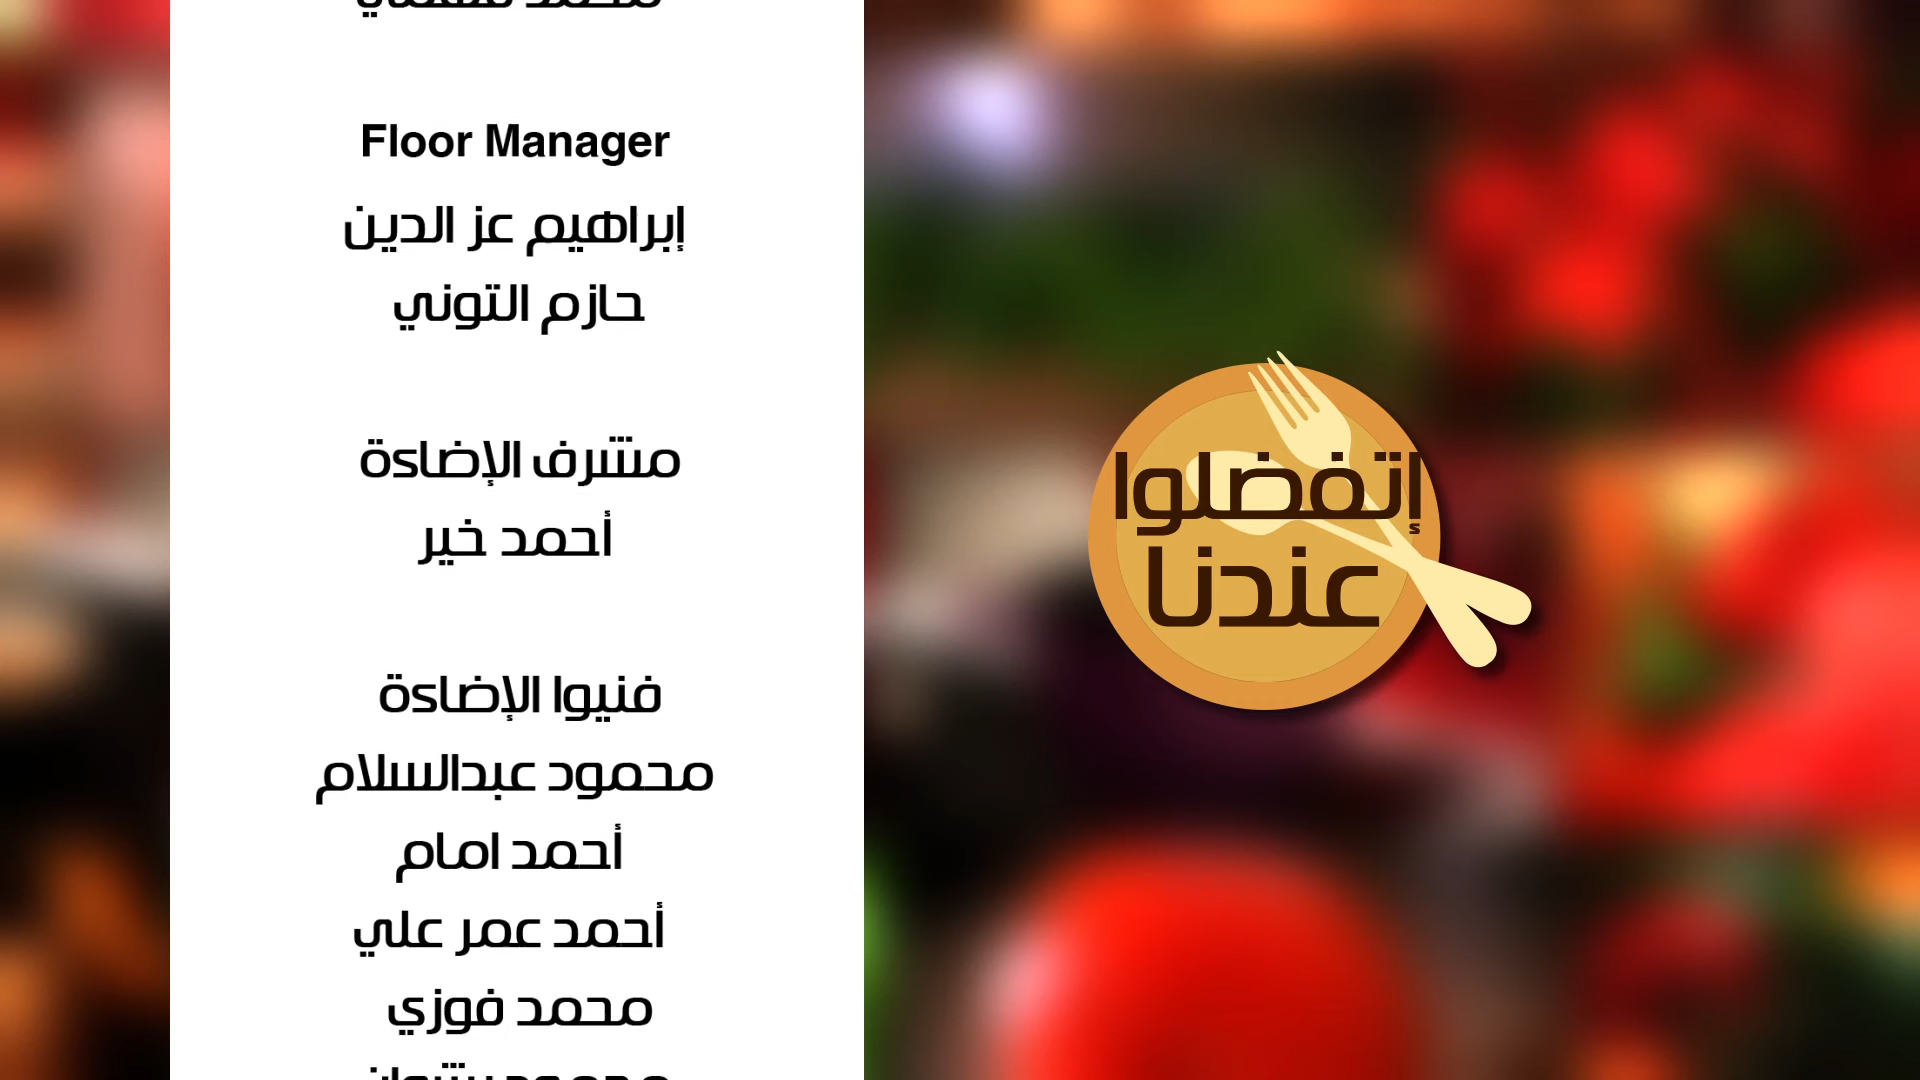 Floor Manager
إبراهيم عز الدين
حازم التوني
مشرف الإضاءة
أحمد خير
فنيوا الإضاءة
محمود عبدالسلام
أحمد امام
أحمد عمر علي
محمد فوزي
إتفضلوا
عندنا